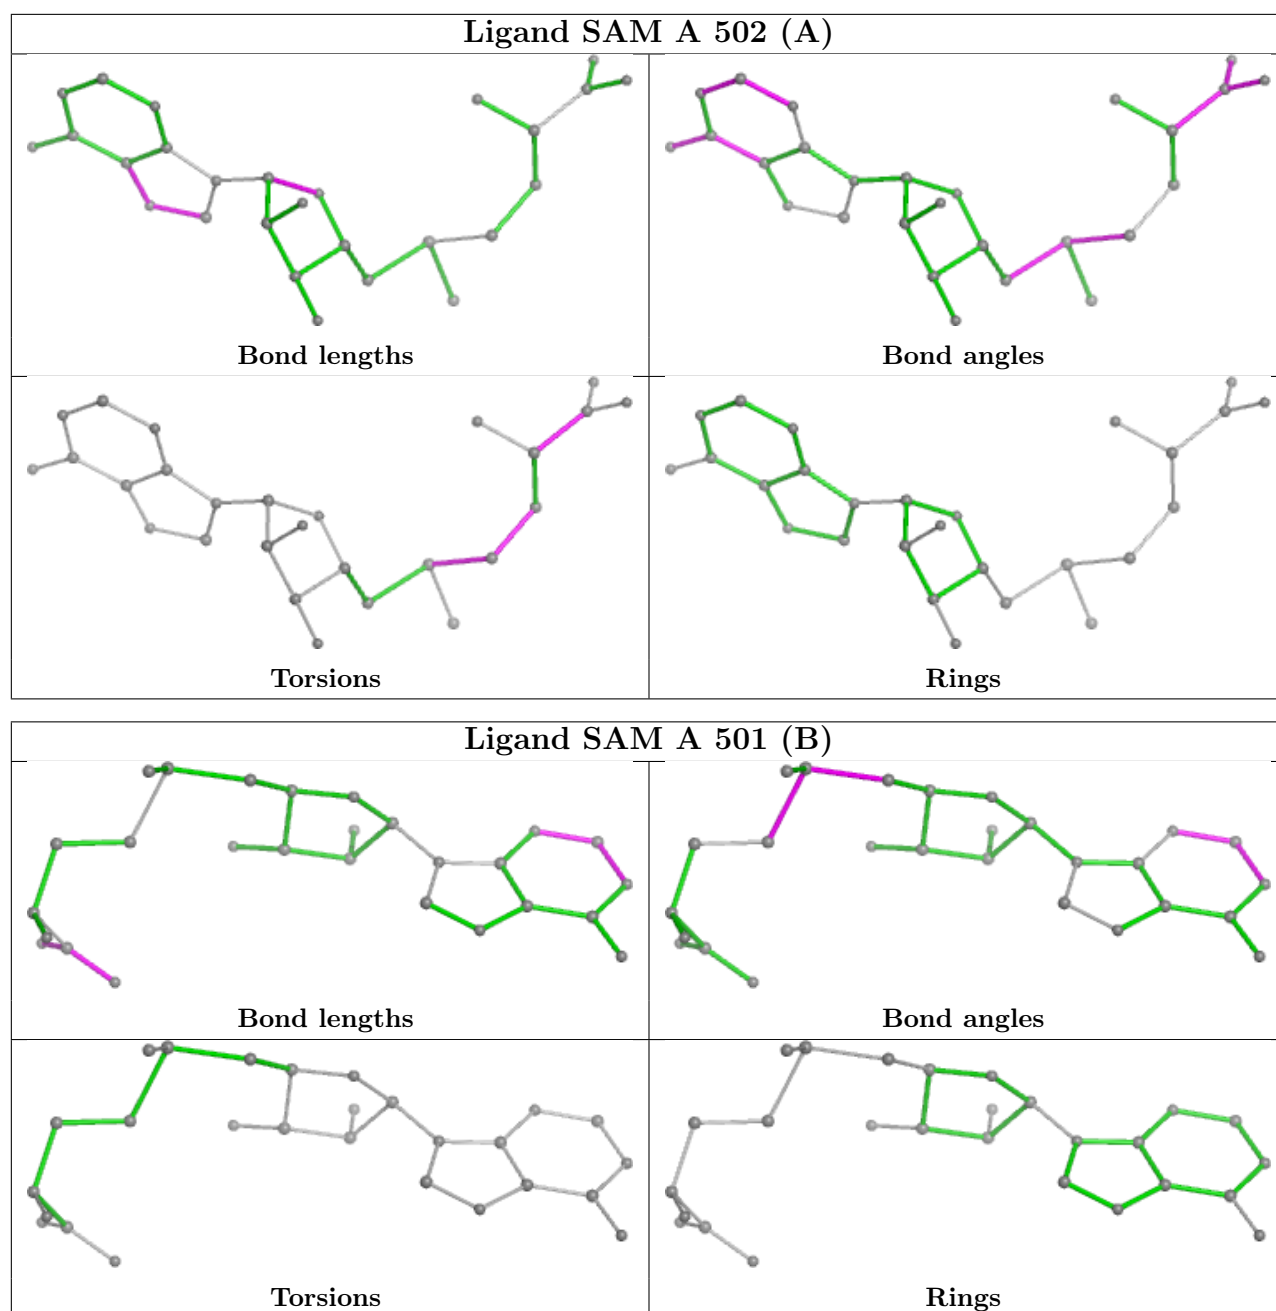 Ligand SAM A 502 (A)
Bond lengths
Bond angles
Torsions
Rings
Ligand SAM A 501 (B)
Bond lengths
Bond angles
Torsions
Rings